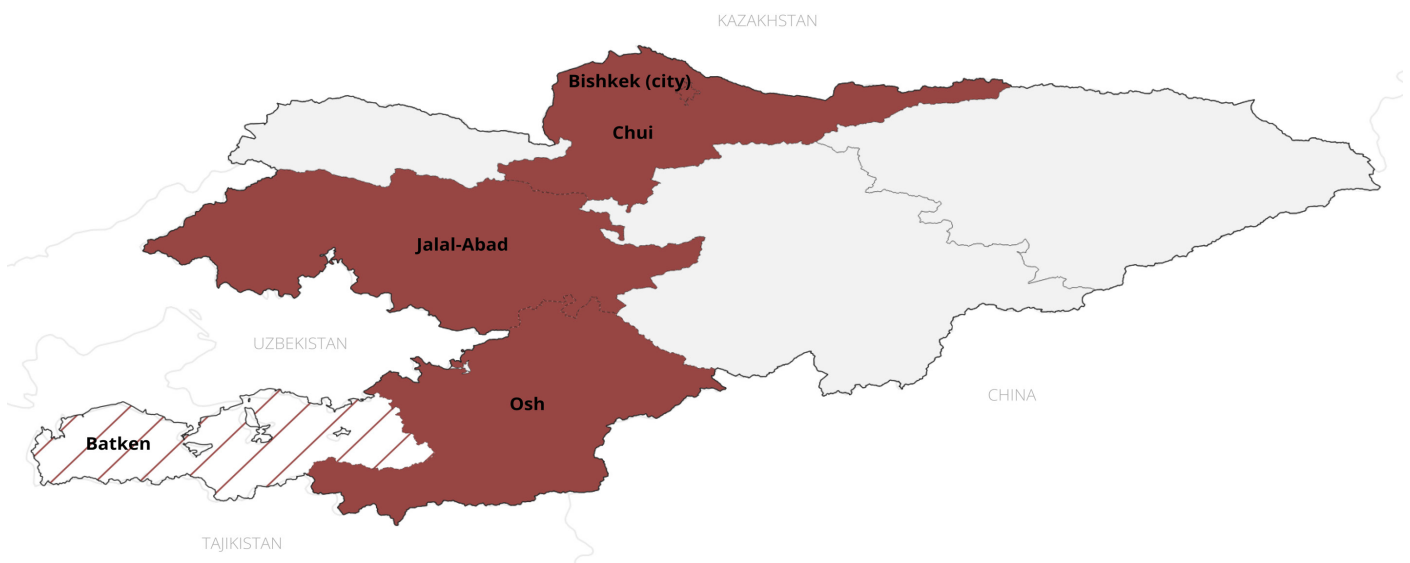 KAZAKHSTAN
Bishkek (city)
Chui
Jalal-Abad
UZBEKISTAN
CHINA
Osh
Batken
TAJIKISTAN